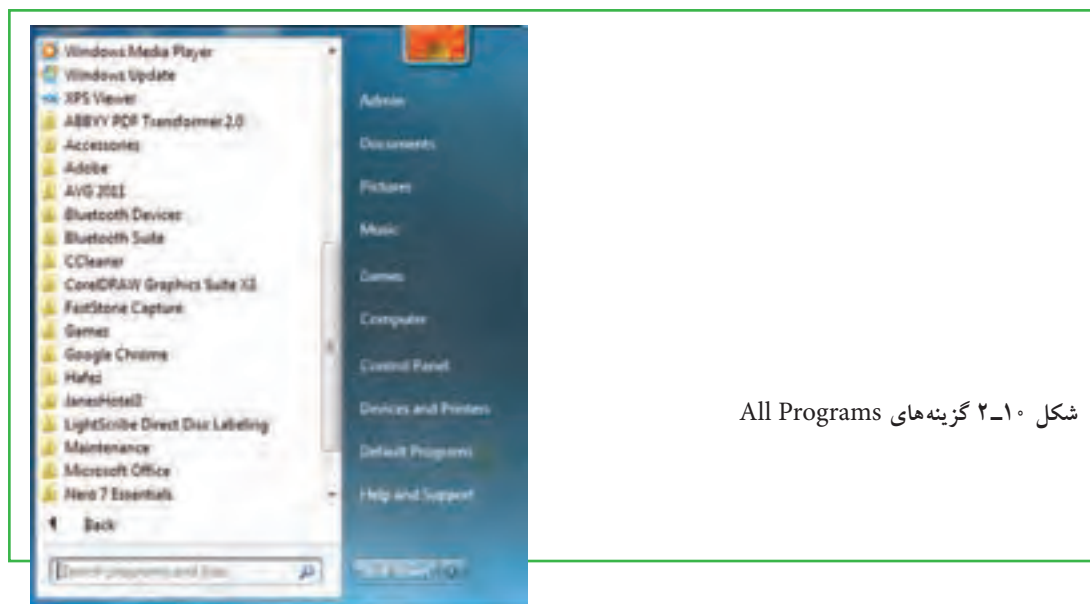 Windows Media Player
Windows Update
XPS Viewer
ABBYY PDF Transformer 2.0
Accessories
Adobe
AVG 2011
Bluetooth Devices
Bluetooth Suite
CCleaner
CorelDRAW Graphics Suite X3
FastStone Capture
Games
Google Chrome
Hafez
JanesHotel3
LightScribe Direct Disc Labeling
Maintenance
Microsoft Office
Nero 7 Essentials
Back
Search programs and files
Admin
Documents
Pictures
Music
Games
Computer
Control Panel
Devices and Printers
Default Programs
Help and Support
شکل ۱۰ــ۲ گزینه‌های All Programs